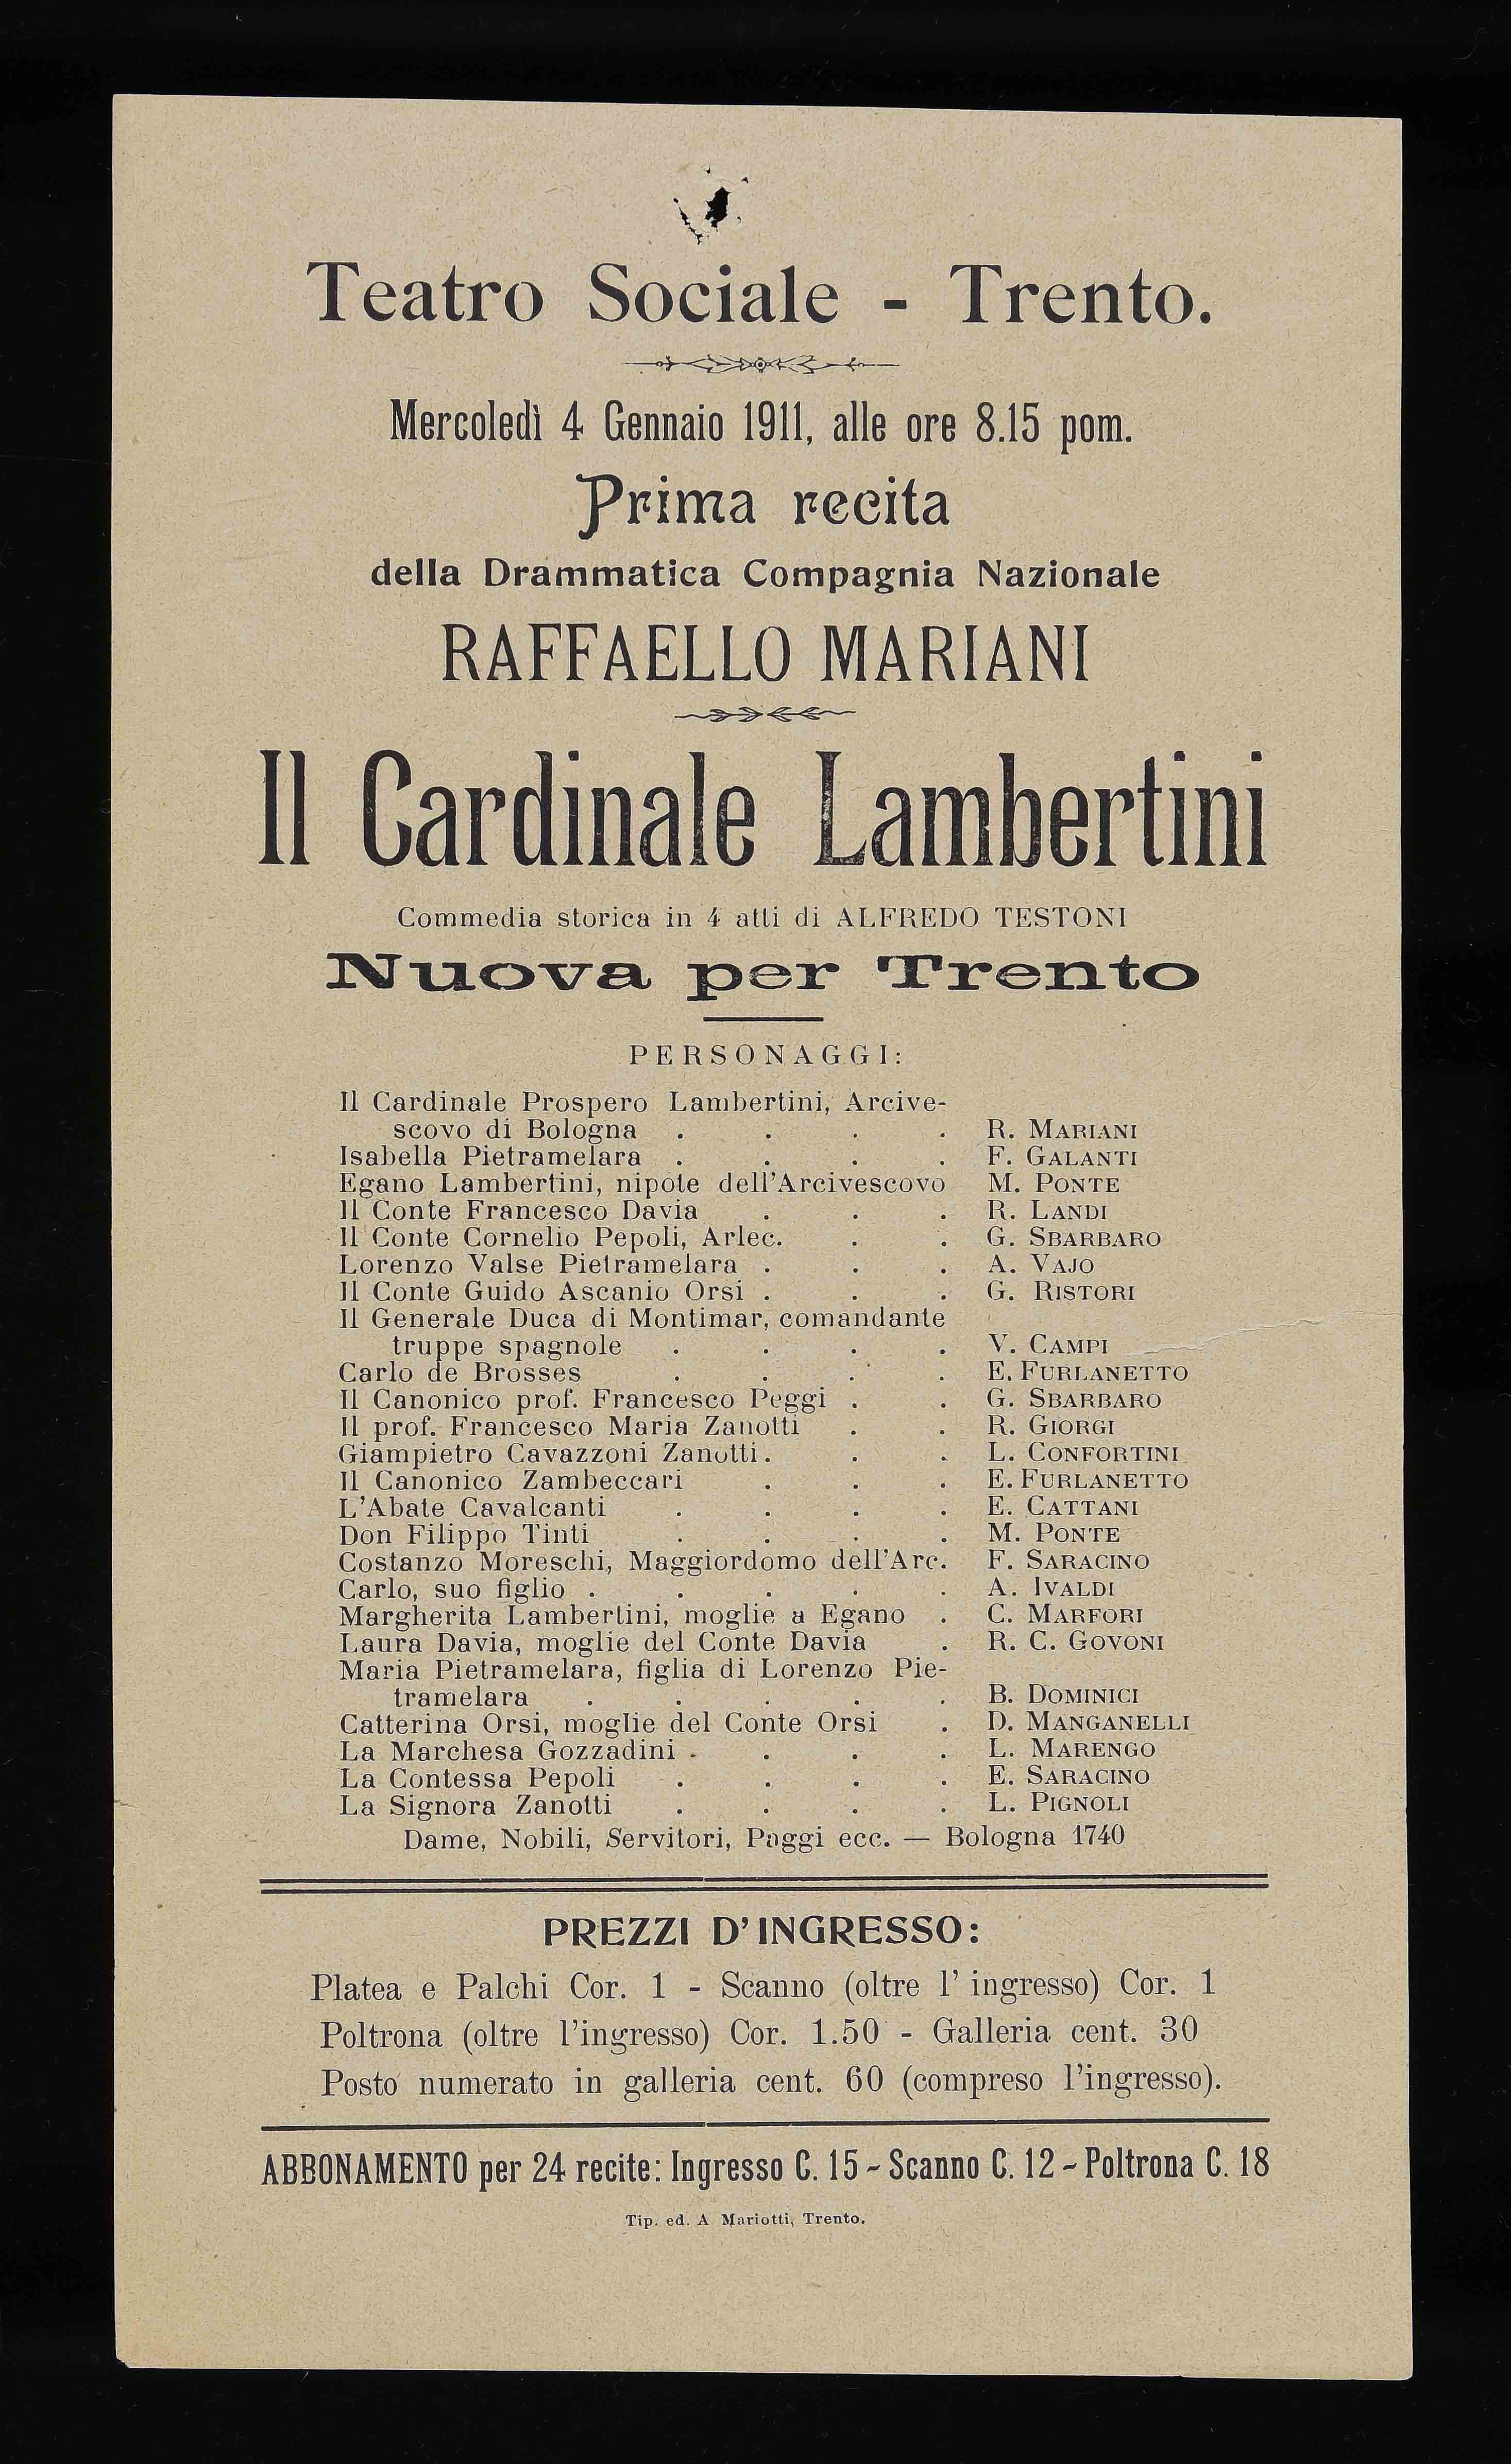 Teatro Sociale - Trento.
Mercoledì 4 Gennaio 1911, alle ore 8.15 pom.
Prima recita
della Drammatica Compagnia Nazionale
RAFFAELLO MARIANI
Il Cardinale Lambertini
Commedia storica in 4 atti di ALFREDO TESTONI
Nuova per Trento
PERSONAGGI:
Il Cardinale Prospero Lambertini, Arcive-
scovo di Bologna . . . . R. MARIANI
Isabella Pietramelara . . . . F. GALANTI
Egano Lambertini, nipote dell'Arcivescovo M. PONTE
Il Conte Francesco Davia . . . R. LANDI
Il Conte Cornelio Pepoli, Arlec. . . G. SBARBARO
Lorenzo Valse Pietramelara . . . A. VAJO
Il Conte Guido Ascanio Orsi . . . G. RISTORI
Il Generale Duca di Montimar, comandante
truppe spagnole . . . . V. CAMPI
Carlo de Brosses . . . . E. FURLANETTO
Il Canonico prof. Francesco Peggi . . G. SBARBARO
Il prof. Francesco Maria Zanotti . . R. GIORGI
Giampietro Cavazzoni Zanotti . . . L. CONFORTINI
Il Canonico Zambeccari . . . E. FURLANETTO
L'Abate Cavalcanti . . . . E. CATTANI
Don Filippo Tinti . . . . M. PONTE
Costanzo Moreschi, Maggiordomo dell'Arc. F. SARACINO
Carlo, suo figlio . . . . . A. IVALDI
Margherita Lambertini, moglie a Egano . C. MARFORI
Laura Davia, moglie del Conte Davia . R. C. GOVONI
Maria Pietramelara, figlia di Lorenzo Pie-
tramelara . . . . . B. DOMINICI
Catterina Orsi, moglie del Conte Orsi . D. MANGANELLI
La Marchesa Gozzadini . . . . L. MARENGO
La Contessa Pepoli . . . . E. SARACINO
La Signora Zanotti . . . . L. PIGNOLI
Dame, Nobili, Servitori, Paggi ecc. — Bologna 1740
PREZZI D'INGRESSO:
Platea e Palchi Cor. 1 - Scanno (oltre l'ingresso) Cor. 1
Poltrona (oltre l'ingresso) Cor. 1.50 - Galleria cent. 30
Posto numerato in galleria cent. 60 (compreso l'ingresso).
ABBONAMENTO per 24 recite: Ingresso C. 15 - Scanno C. 12 - Poltrona C. 18
Tip. ed. A Mariotti, Trento.